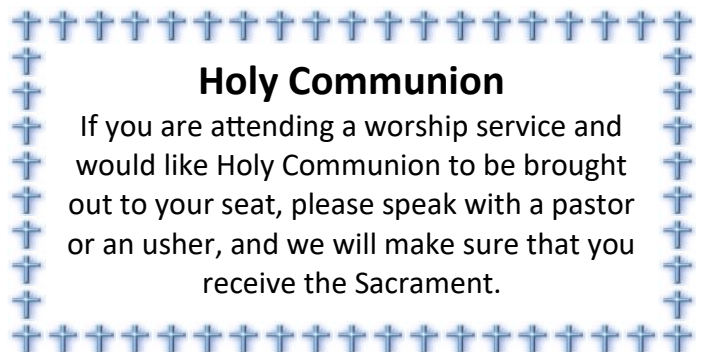 Holy Communion
If you are attending a worship service and
would like Holy Communion to be brought
out to your seat, please speak with a pastor
or an usher, and we will make sure that you
receive the Sacrament.